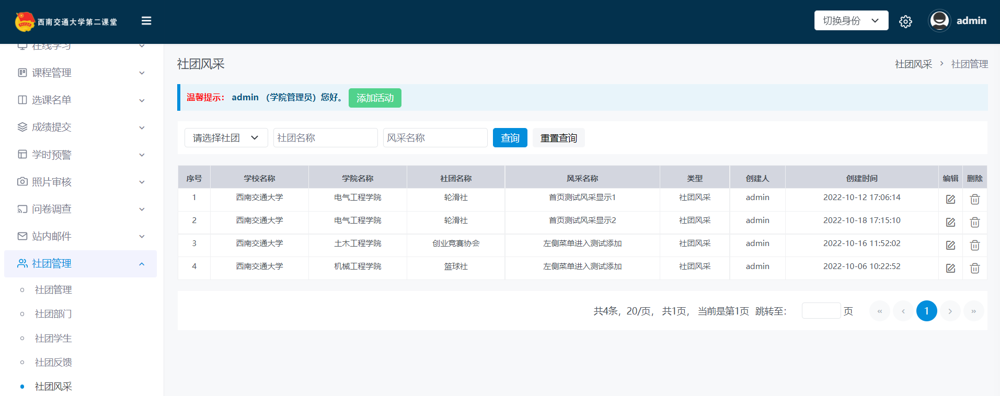 西南交通大学第二课堂
切换身份
admin
在线学习
课程管理
选课名单
成绩提交
学时预警
照片审核
问卷调查
站内邮件
社团管理
社团管理
社团部门
社团学生
社团反馈
社团风采
社团风采
社团风采 > 社团管理
温馨提示： admin （学院管理员）您好。 添加活动
请选择社团 社团名称 风采名称 查询 重置查询
序号 学校名称 学院名称 社团名称 风采名称 类型 创建人 创建时间 编辑 删除
1 西南交通大学 电气工程学院 轮滑社 首页测试风采显示1 社团风采 admin 2022-10-12 17:06:14
2 西南交通大学 电气工程学院 轮滑社 首页测试风采显示2 社团风采 admin 2022-10-18 17:15:10
3 西南交通大学 土木工程学院 创业竞赛协会 左侧菜单进入测试添加 社团风采 admin 2022-10-16 11:52:02
4 西南交通大学 机械工程学院 篮球社 左侧菜单进入测试添加 社团风采 admin 2022-10-06 10:22:52
共4条，20/页， 共1页， 当前是第1页 跳转至： 页 « ‹ 1 › »